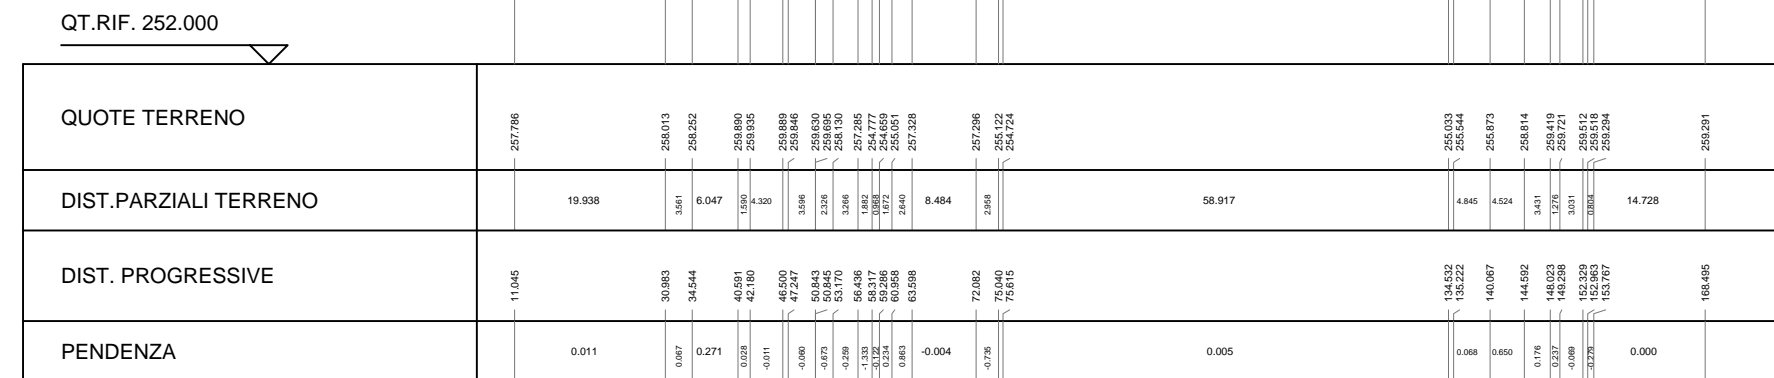 QT.RIF. 252.000
QUOTE TERRENO 257.786 258.013 258.252 259.890 259.935 259.889 259.846 259.630 259.695 258.130 257.285 254.777 254.659 255.051 257.328 257.296 255.122 254.724 255.033 255.544 255.873 258.814 259.419 259.721 259.512 259.518 259.294 259.291
DIST.PARZIALI TERRENO 19.938 3.561 6.047 1.590 4.320 3.596 2.326 3.266 1.882 0.968 1.672 2.640 8.484 2.958 58.917 4.845 4.524 3.431 1.276 3.031 0.804 14.728
DIST. PROGRESSIVE 11.045 30.983 34.544 40.591 42.180 46.500 47.247 50.843 50.845 53.170 56.436 58.317 59.286 60.958 63.598 72.082 75.040 75.615 134.532 135.222 140.067 144.592 148.023 149.298 152.329 152.963 153.767 168.495
PENDENZA 0.011 0.067 0.271 0.028 -0.011 -0.060 -0.673 -0.259 -1.333 -0.122 0.234 0.863 -0.004 -0.735 0.005 0.068 0.650 0.176 0.237 -0.069 -0.279 0.000